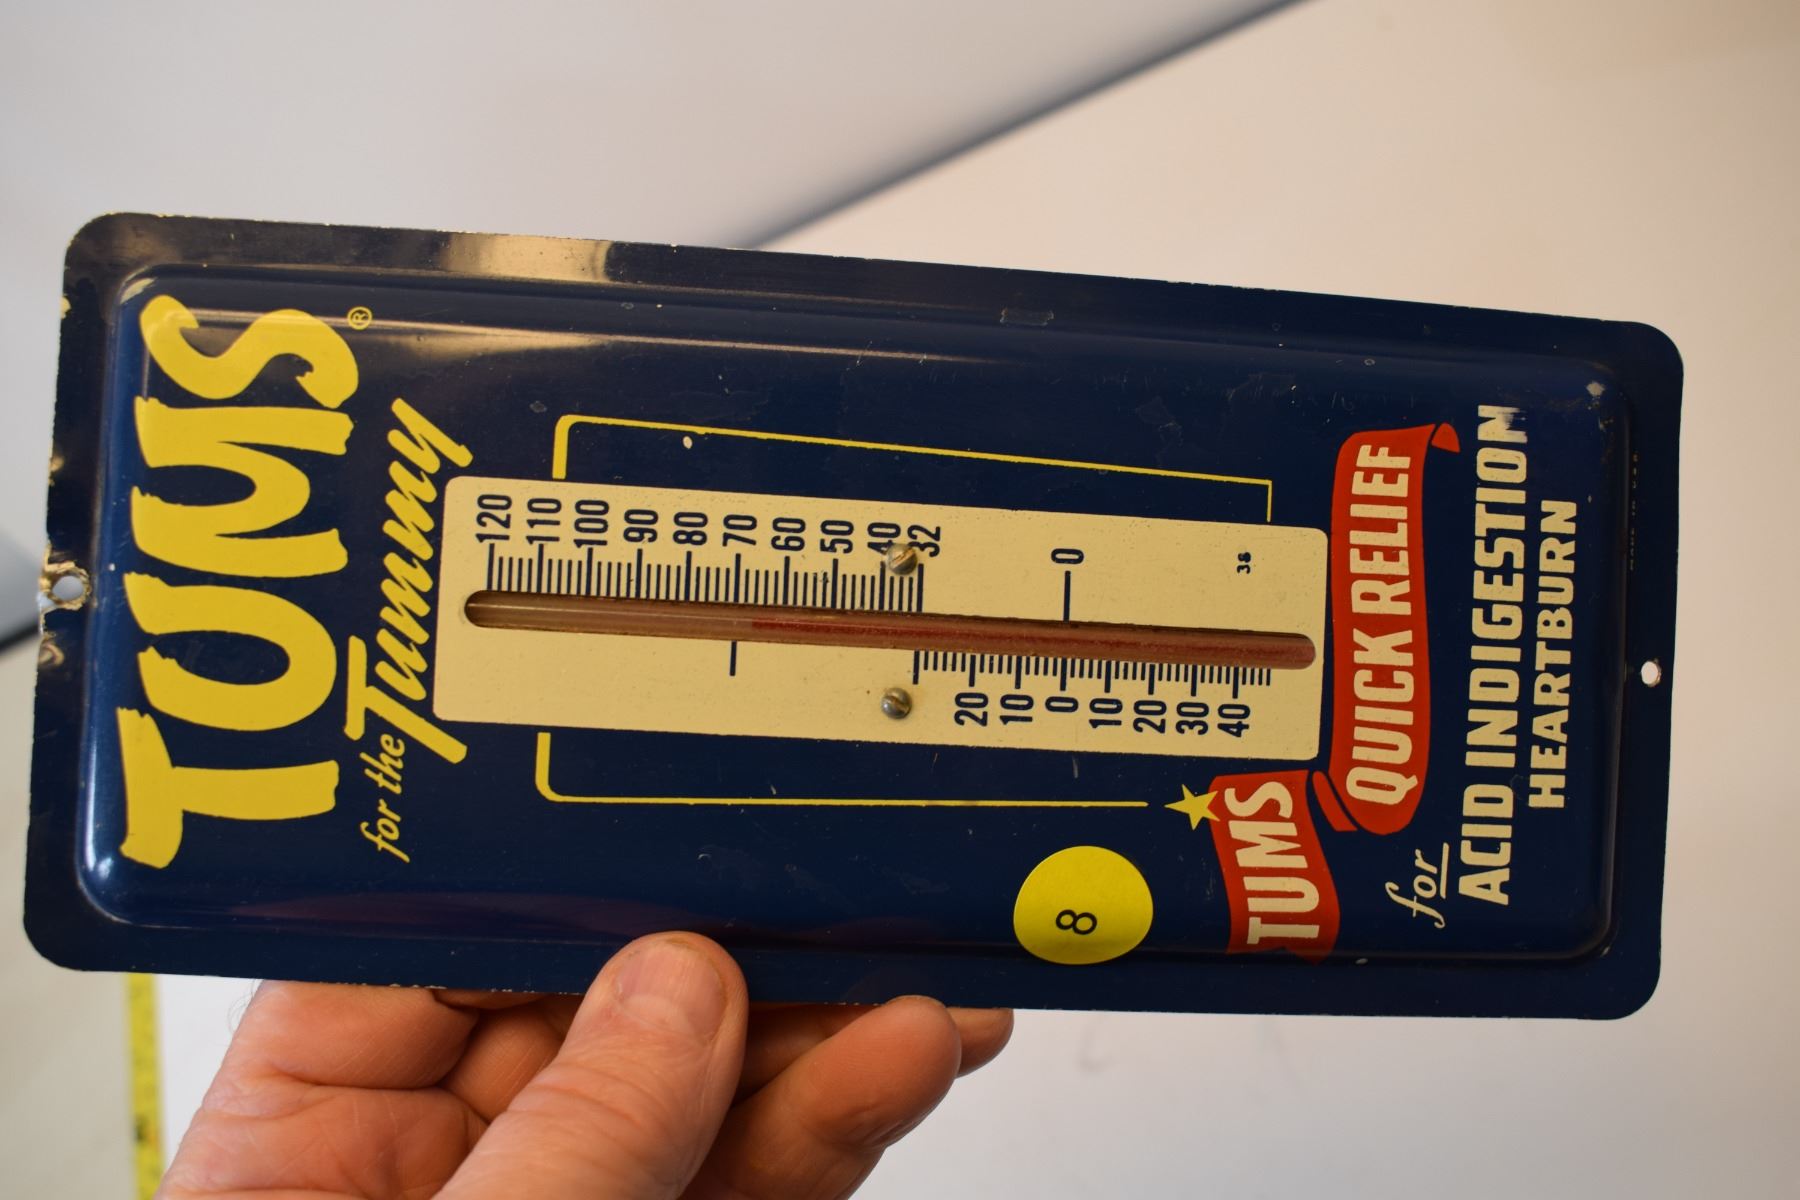 TUMS®
for the Tummy
120
110
100
90
80
70
60
50
40
32
0
3s
20
10
0
10
20
30
40
TUMS
QUICK RELIEF
for
ACID INDIGESTION
HEARTBURN
8